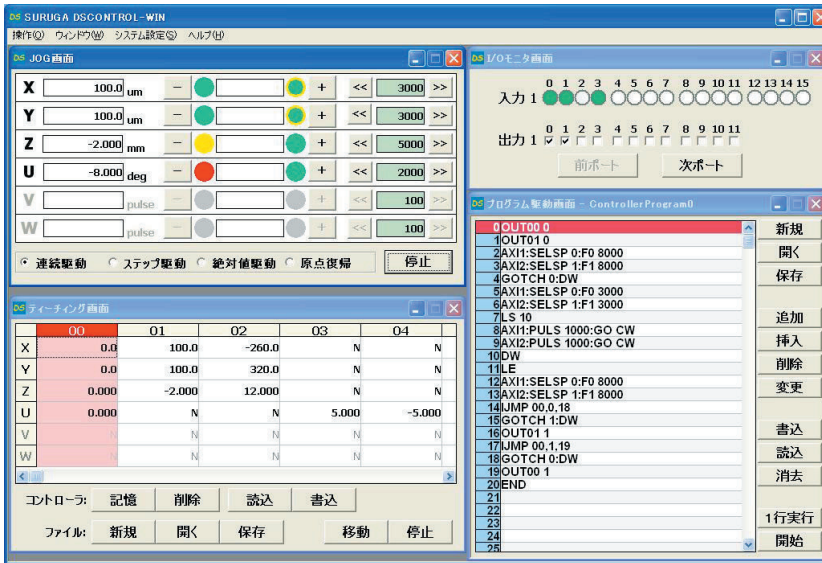 DS SURUGA DSCONTROL-WIN
操作(O) ウィンドウ(W) システム設定(S) ヘルプ(H)
DS JOG画面
X 100.0 um - + << 3000 >>
Y 100.0 um - + << 3000 >>
Z -2.000 mm - + << 5000 >>
U -8.000 deg - + << 2000 >>
V pulse - + << 100 >>
W pulse - + << 100 >>
連続駆動 ステップ駆動 絶対値駆動 原点復帰 停止
DS I/Oモニタ画面
0 1 2 3 4 5 6 7 8 9 10 11 12 13 14 15
入力 1
0 1 2 3 4 5 6 7 8 9 10 11
出力 1
前ポート 次ポート
DS ティーチング画面
00 01 02 03 04
X 0.0 100.0 -260.0 N N
Y 0.0 100.0 320.0 N N
Z 0.000 -2.000 12.000 N N
U 0.000 N N 5.000 -5.000
V N N N N N
W N N N N N
コントローラ: 記憶 削除 読込 書込
ファイル: 新規 開く 保存 移動 停止
DS プログラム駆動画面 - ControllerProgram0
0 OUT00 0
1 OUT01 0
2 AXI1:SELSP 0:F0 8000
3 AXI2:SELSP 1:F1 8000
4 GOTCH 0:DW
5 AXI1:SELSP 0:F0 3000
6 AXI2:SELSP 1:F1 3000
7 LS 10
8 AXI1:PULS 1000:GO CW
9 AXI2:PULS 1000:GO CW
10 DW
11 LE
12 AXI1:SELSP 0:F0 8000
13 AXI2:SELSP 1:F1 8000
14 IJMP 00,0,18
15 GOTCH 1:DW
16 OUT01 1
17 IJMP 00,1,19
18 GOTCH 0:DW
19 OUT00 1
20 END
21
22
23
24
25
新規
開く
保存
追加
挿入
削除
変更
書込
読込
消去
1行実行
開始